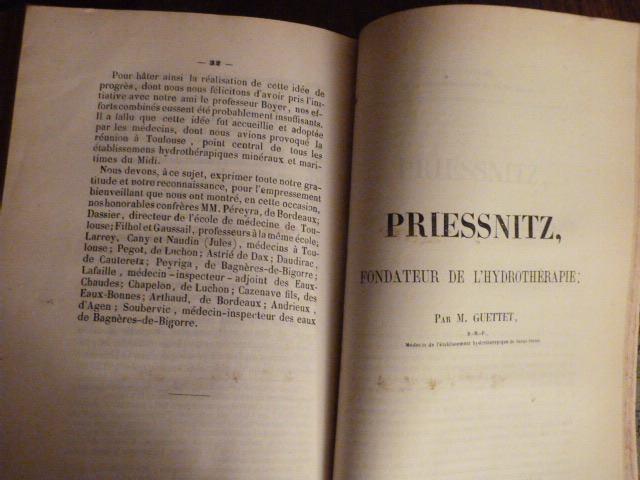 — 32 —
Pour hâter ainsi la réalisation de cette idée de
progrès, dont nous nous félicitons d'avoir pris l'ini-
tiative avec notre ami le professeur Boyer, nos ef-
forts combinés eussent été probablement insuffisants.
Il a fallu que cette idée fut accueillie et adoptée
par les médecins, dont nous avions provoqué la
réunion à Toulouse, point central de tous les
établissemens hydrothérapiques minéraux et mari-
times du Midi.
Nous devons, à ce sujet, exprimer toute notre gra-
titude et notre reconnaissance, pour l'empressement
bienveillant que nous ont montré, en cette occasion,
nos honorables confrères MM. Péreyra, de Bordeaux;
Dassier, directeur de l'école de médecine de Tou-
louse; Filhol et Gaussail, professeurs à la même école;
Larrey, Cany et Naudin (Jules), médecins à Tou-
louse; Pegot, de Luchon; Astrié de Dax; Daudirac,
de Cauterets; Peyriga, de Bagnères-de-Bigorre;
Lafaille, médecin-inspecteur-adjoint des Eaux-
Chaudes; Chapelon, de Luchon; Cazenave fils, des
Eaux-Bonnes; Arthaud, de Bordeaux; Andrieux,
d'Agen; Soubervic, médecin-inspecteur des eaux
de Bagnères-de-Bigorre.
PRIESSNITZ,
FONDATEUR DE L'HYDROTHÉRAPIE;
PAR M. GUETTET,
D-M-P,
Médecin de l'établissement hydrothérapique de